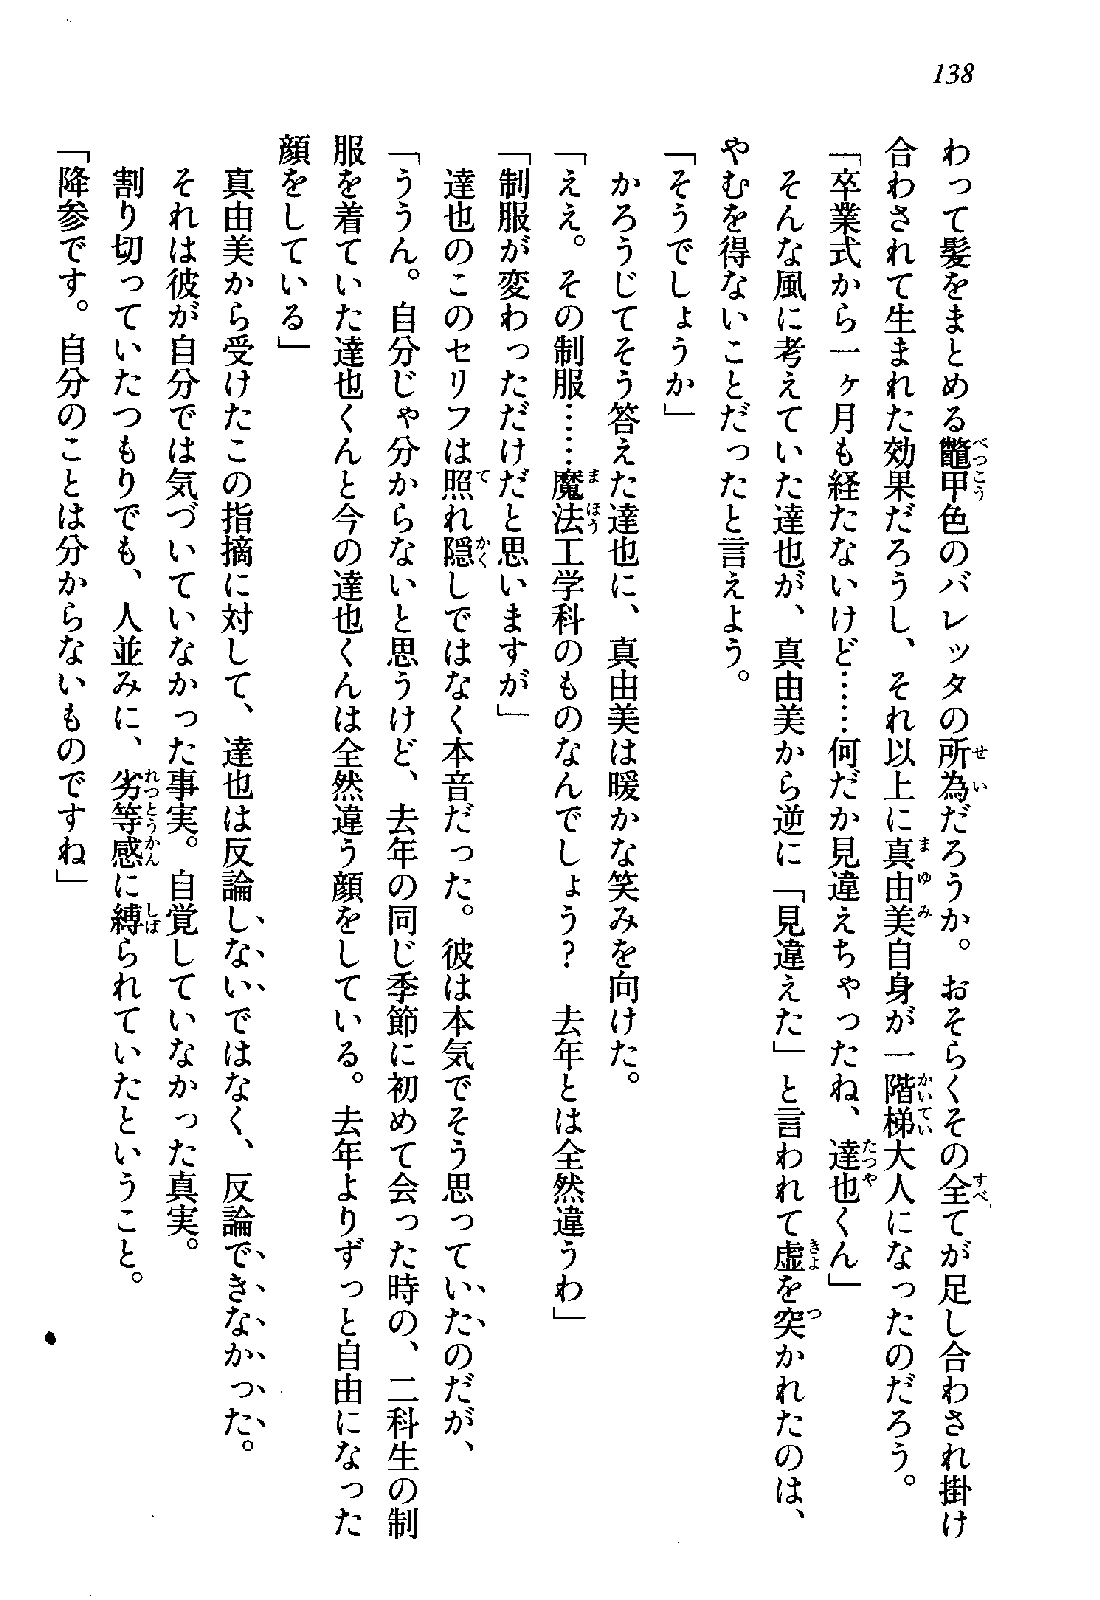 138
わって髪をまとめる鼈甲色のバレッタの所為だろうか。おそらくその全てが足し合わされ掛け
合わされて生まれた効果だろうし、それ以上に真由美自身が一階梯大人になったのだろう。
「卒業式から一ヶ月も経たないけど……何だか見違えちゃったね、達也くん」
そんな風に考えていた達也が、真由美から逆に「見違えた」と言われて虚を突かれたのは、
やむを得ないことだったと言えよう。
「そうでしょうか」
かろうじてそう答えた達也に、真由美は暖かな笑みを向けた。
「ええ。その制服……魔法工学科のものなんでしょう？　去年とは全然違うわ」
「制服が変わっただけだと思いますが」
達也のこのセリフは照れ隠しではなく本音だった。彼は本気でそう思っていたのだが、
「ううん。自分じゃ分からないと思うけど、去年の同じ季節に初めて会った時の、二科生の制
服を着ていた達也くんと今の達也くんは全然違う顔をしている。去年よりずっと自由になった
顔をしている」
真由美から受けたこの指摘に対して、達也は反論しないではなく、反論できなかった。
それは彼が自分では気づいていなかった事実。自覚していなかった真実。
割り切っていたつもりでも、人並みに、劣等感に縛られていたということ。
「降参です。自分のことは分からないものですね」